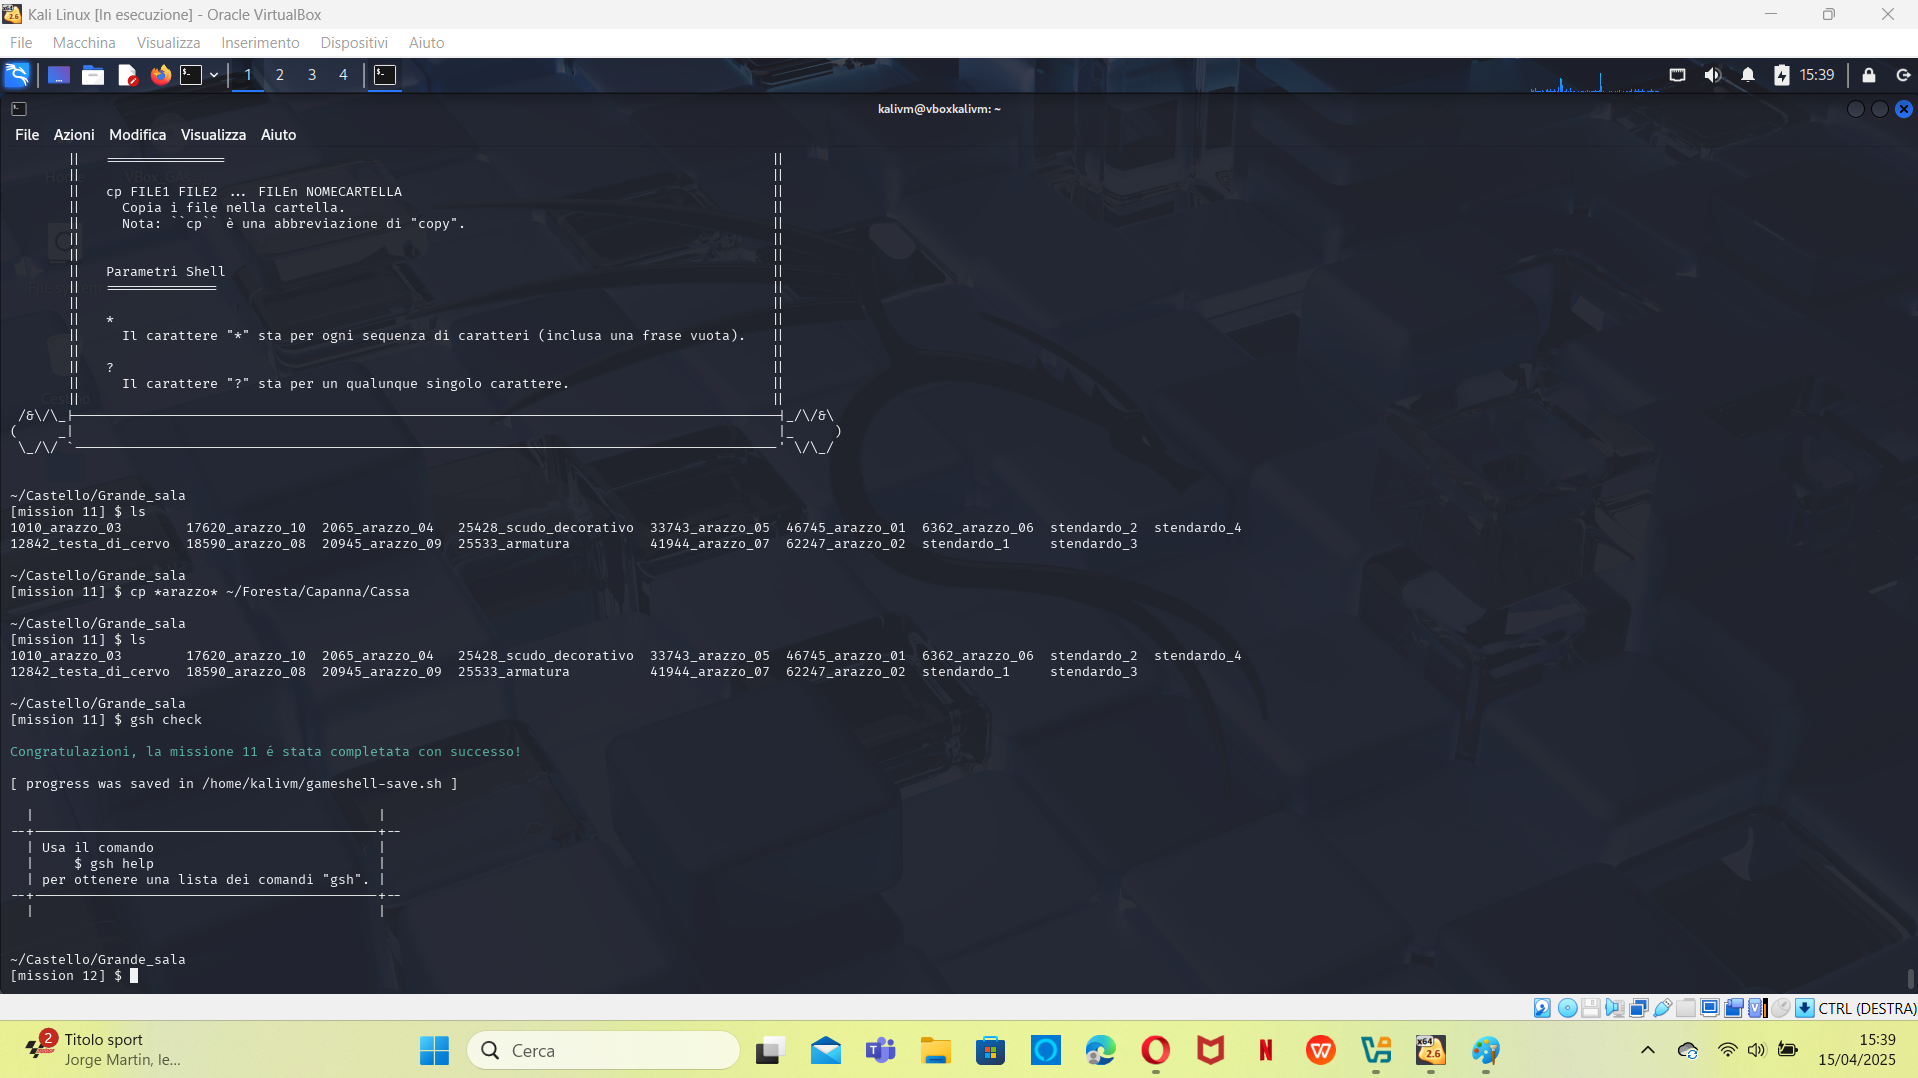 Kali Linux [In esecuzione] - Oracle VirtualBox
File Macchina Visualizza Inserimento Dispositivi Aiuto
1 2 3 4 15:39
kalivm@vboxkalivm: ~
File Azioni Modifica Visualizza Aiuto
cp FILE1 FILE2 ... FILEn NOMECARTELLA
Copia i file nella cartella.
Nota: ``cp`` è una abbreviazione di "copy".
Parametri Shell
*
Il carattere "*" sta per ogni sequenza di caratteri (inclusa una frase vuota).
?
Il carattere "?" sta per un qualunque singolo carattere.
~/Castello/Grande_sala
[mission 11] $ ls
1010_arazzo_03 17620_arazzo_10 2065_arazzo_04 25428_scudo_decorativo 33743_arazzo_05 46745_arazzo_01 6362_arazzo_06 stendardo_2 stendardo_4
12842_testa_di_cervo 18590_arazzo_08 20945_arazzo_09 25533_armatura 41944_arazzo_07 62247_arazzo_02 stendardo_1 stendardo_3
~/Castello/Grande_sala
[mission 11] $ cp *arazzo* ~/Foresta/Capanna/Cassa
~/Castello/Grande_sala
[mission 11] $ ls
1010_arazzo_03 17620_arazzo_10 2065_arazzo_04 25428_scudo_decorativo 33743_arazzo_05 46745_arazzo_01 6362_arazzo_06 stendardo_2 stendardo_4
12842_testa_di_cervo 18590_arazzo_08 20945_arazzo_09 25533_armatura 41944_arazzo_07 62247_arazzo_02 stendardo_1 stendardo_3
~/Castello/Grande_sala
[mission 11] $ gsh check
Congratulazioni, la missione 11 é stata completata con successo!
[ progress was saved in /home/kalivm/gameshell-save.sh ]
Usa il comando
$ gsh help
per ottenere una lista dei comandi "gsh".
~/Castello/Grande_sala
[mission 12] $
CTRL (DESTRA)
2 Titolo sport
Jorge Martin, le...
Cerca
15:39
15/04/2025